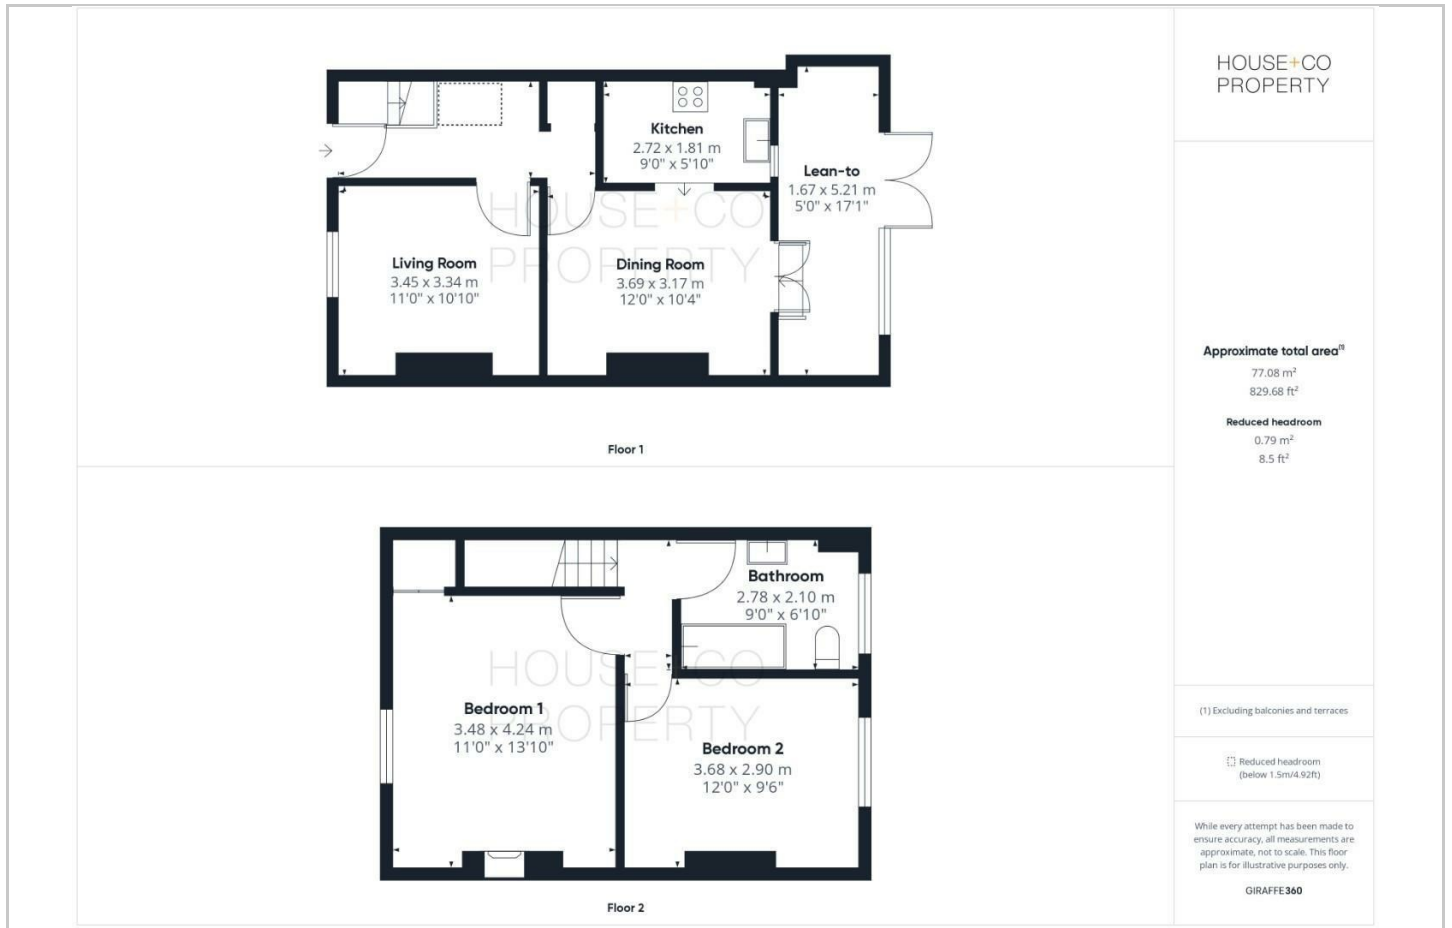 HOUSE+CO
PROPERTY
Kitchen
2.72 x 1.81 m
9'0" x 5'10"
Lean-to
1.67 x 5.21 m
5'0" x 17'1"
Living Room
3.45 x 3.34 m
11'0" x 10'10"
Dining Room
3.69 x 3.17 m
12'0" x 10'4"
HOUSE+CO
PROPERTY
Floor 1
Bathroom
2.78 x 2.10 m
9'0" x 6'10"
Bedroom 1
3.48 x 4.24 m
11'0" x 13'10"
Bedroom 2
3.68 x 2.90 m
12'0" x 9'6"
HOUSE+CO
PROPERTY
Floor 2
Approximate total area(1)
77.08 m²
829.68 ft²
Reduced headroom
0.79 m²
8.5 ft²
(1) Excluding balconies and terraces
Reduced headroom
(below 1.5m/4.92ft)
While every attempt has been made to
ensure accuracy, all measurements are
approximate, not to scale. This floor
plan is for illustrative purposes only.
GIRAFFE360